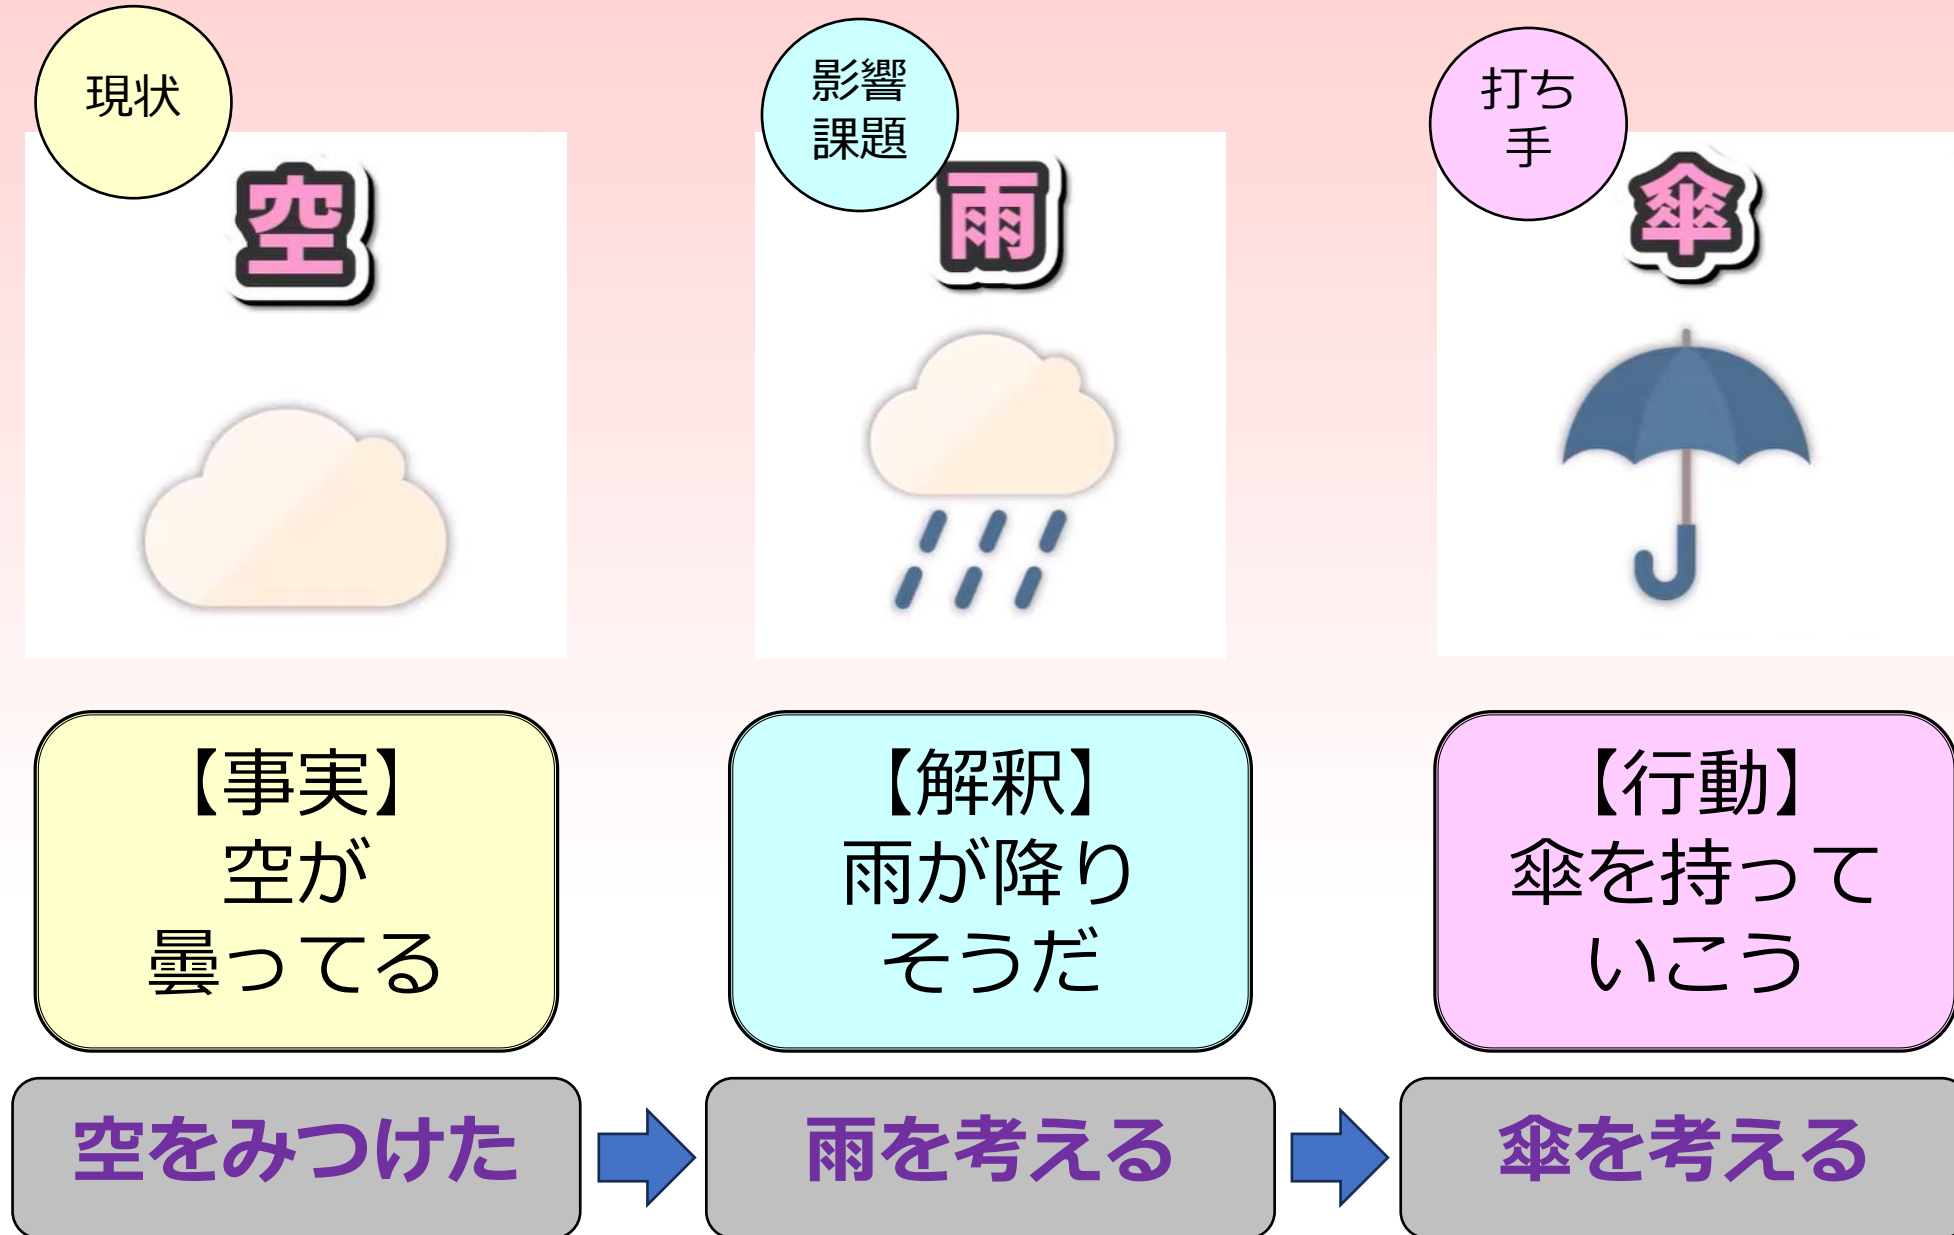 現状
空
影響
課題
雨
打ち
手
傘
【事実】
空が
曇ってる
【解釈】
雨が降り
そうだ
【行動】
傘を持って
いこう
空をみつけた
雨を考える
傘を考える